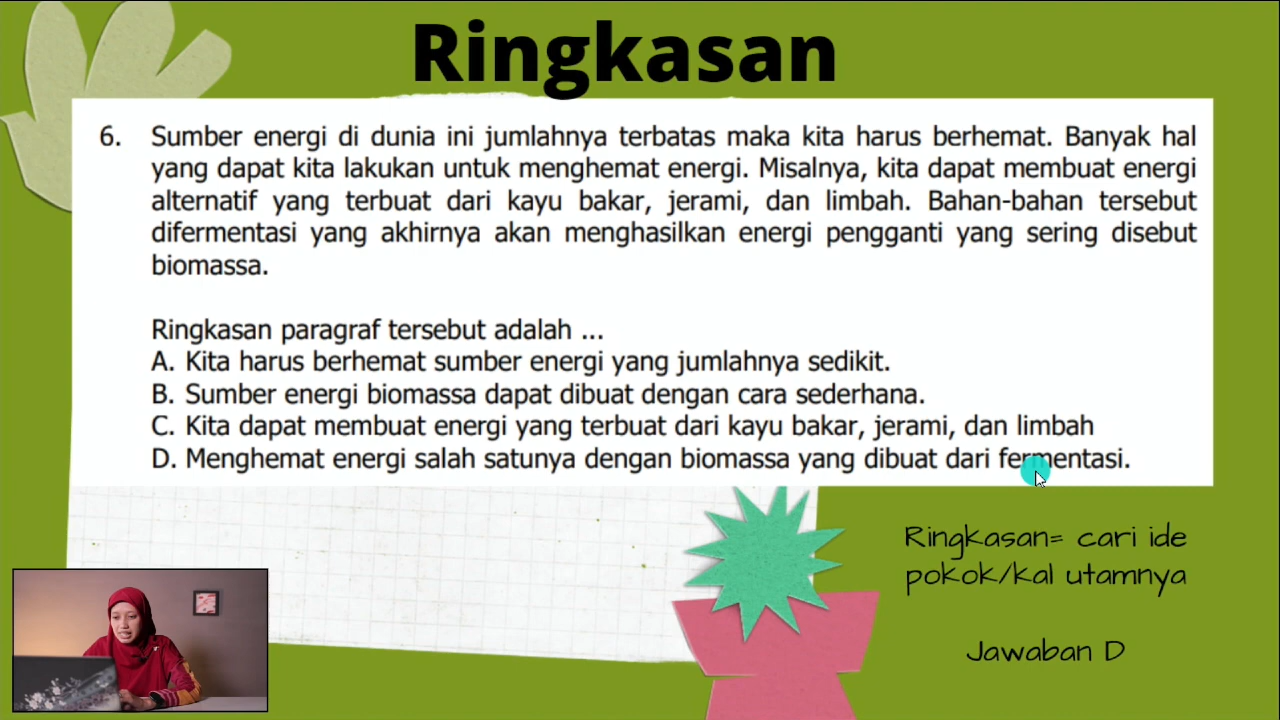 Ringkasan
6. Sumber energi di dunia ini jumlahnya terbatas maka kita harus berhemat. Banyak hal
yang dapat kita lakukan untuk menghemat energi. Misalnya, kita dapat membuat energi
alternatif yang terbuat dari kayu bakar, jerami, dan limbah. Bahan-bahan tersebut
difermentasi yang akhirnya akan menghasilkan energi pengganti yang sering disebut
biomassa.
Ringkasan paragraf tersebut adalah ...
A. Kita harus berhemat sumber energi yang jumlahnya sedikit.
B. Sumber energi biomassa dapat dibuat dengan cara sederhana.
C. Kita dapat membuat energi yang terbuat dari kayu bakar, jerami, dan limbah
D. Menghemat energi salah satunya dengan biomassa yang dibuat dari fermentasi.
Ringkasan= cari ide
pokok/kal utamnya
Jawaban D